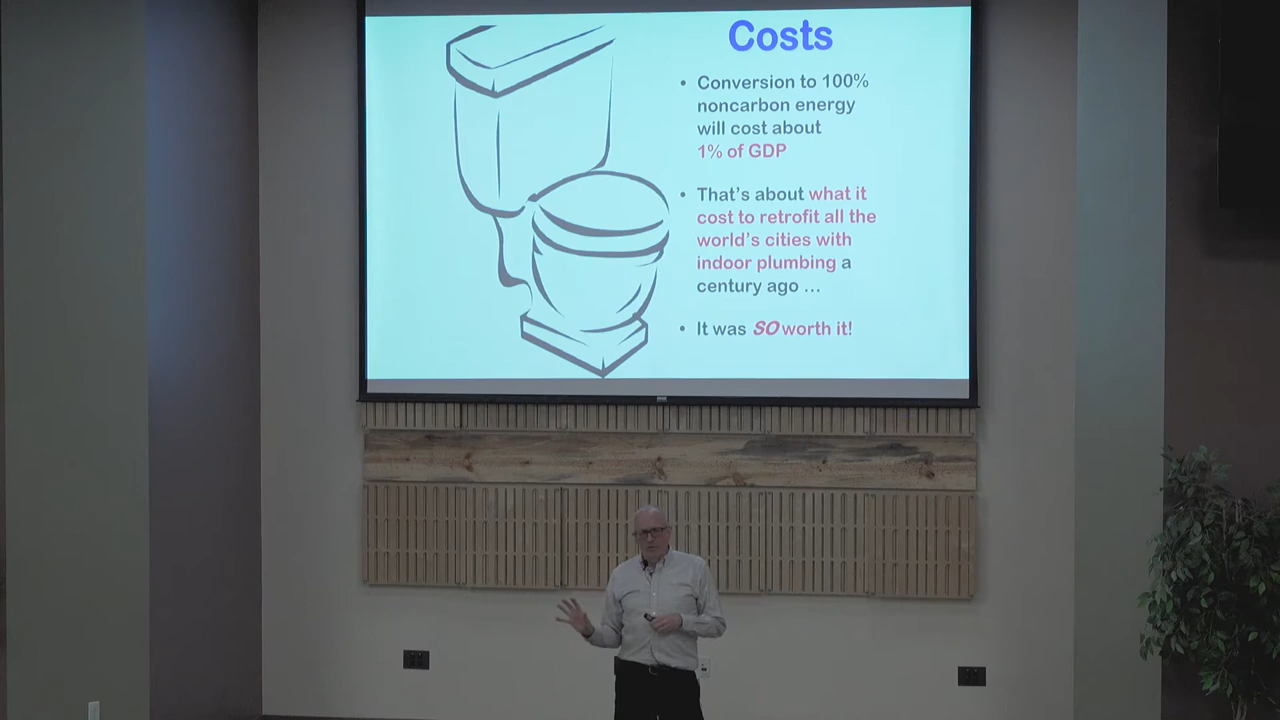 Costs
• Conversion to 100%
noncarbon energy
will cost about
1% of GDP
• That's about what it
cost to retrofit all the
world's cities with
indoor plumbing a
century ago ...
• It was SO worth it!